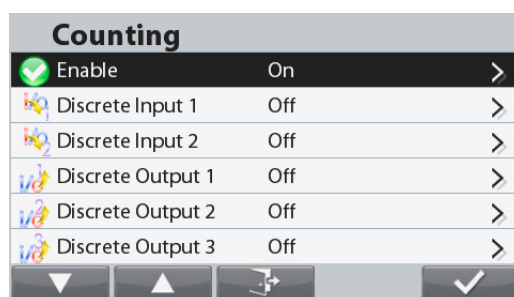 Counting
Enable On
Discrete Input 1 Off
Discrete Input 2 Off
Discrete Output 1 Off
Discrete Output 2 Off
Discrete Output 3 Off